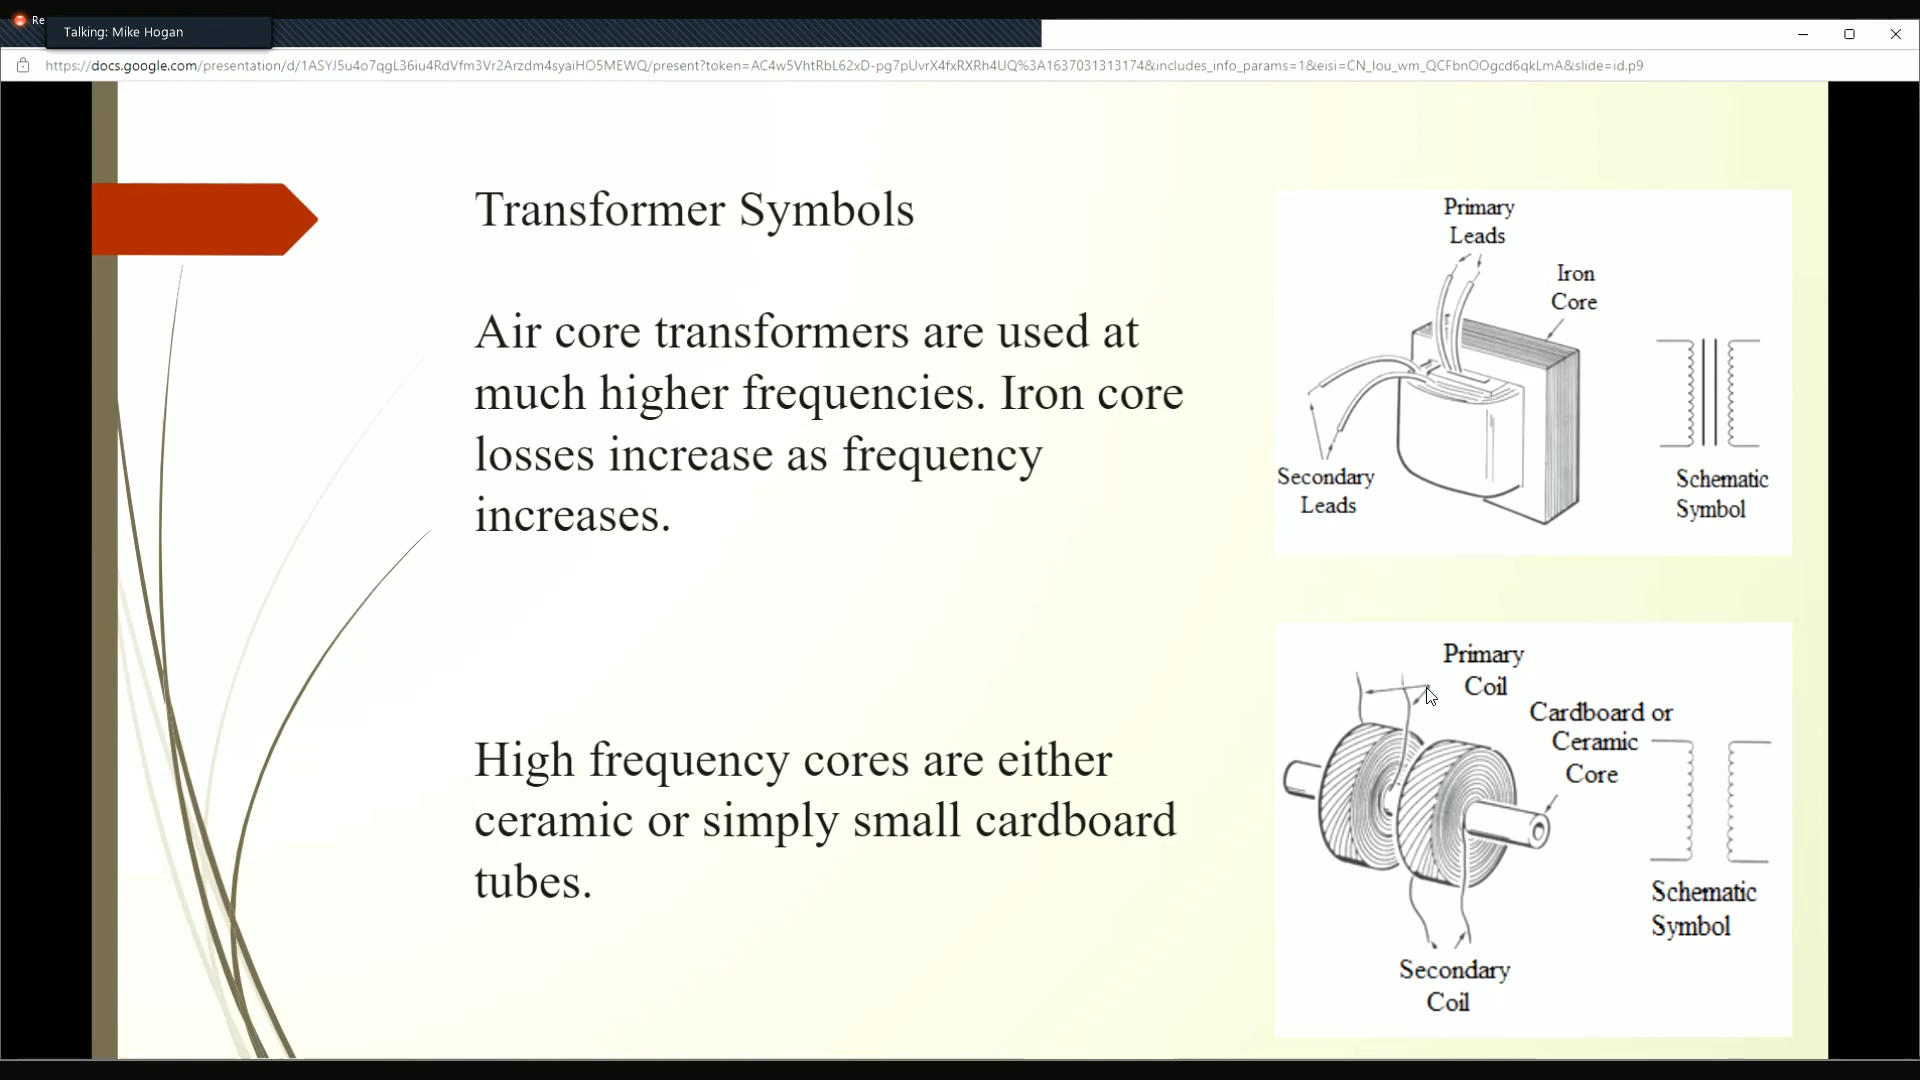 Re
Talking: Mike Hogan
https://docs.google.com/presentation/d/1ASYJ5u4o7qgL36iu4RdVfm3Vr2Arzdm4syaiHO5MEWQ/present?token=AC4w5VhtRbL62xD-pg7pUvrX4fxRXRh4UQ%3A1637031313174&includes_info_params=1&eisi=CN_lou_wm_QCFbnOOgcd6qkLmA&slide=id.p9
Transformer Symbols
Air core transformers are used at
much higher frequencies. Iron core
losses increase as frequency
increases.
High frequency cores are either
ceramic or simply small cardboard
tubes.
Primary
Leads
Iron
Core
Secondary
Leads
Schematic
Symbol
Primary
Coil
Cardboard or
Ceramic
Core
Schematic
Symbol
Secondary
Coil